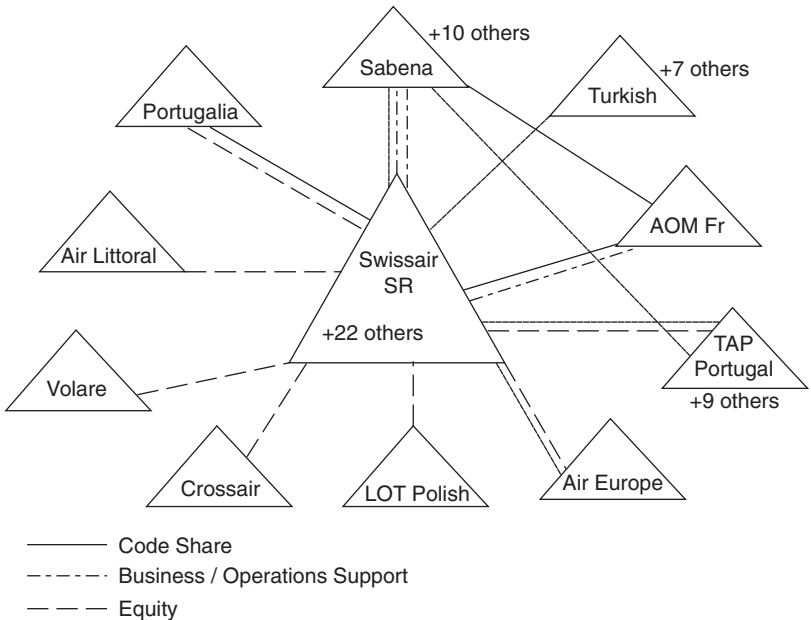 +10 others
Sabena
+7 others
Turkish
Portugalia
AOM Fr
Air Littoral
Swissair
SR
+22 others
TAP
Portugal
+9 others
Volare
Crossair
LOT Polish
Air Europe
Code Share
Business / Operations Support
Equity